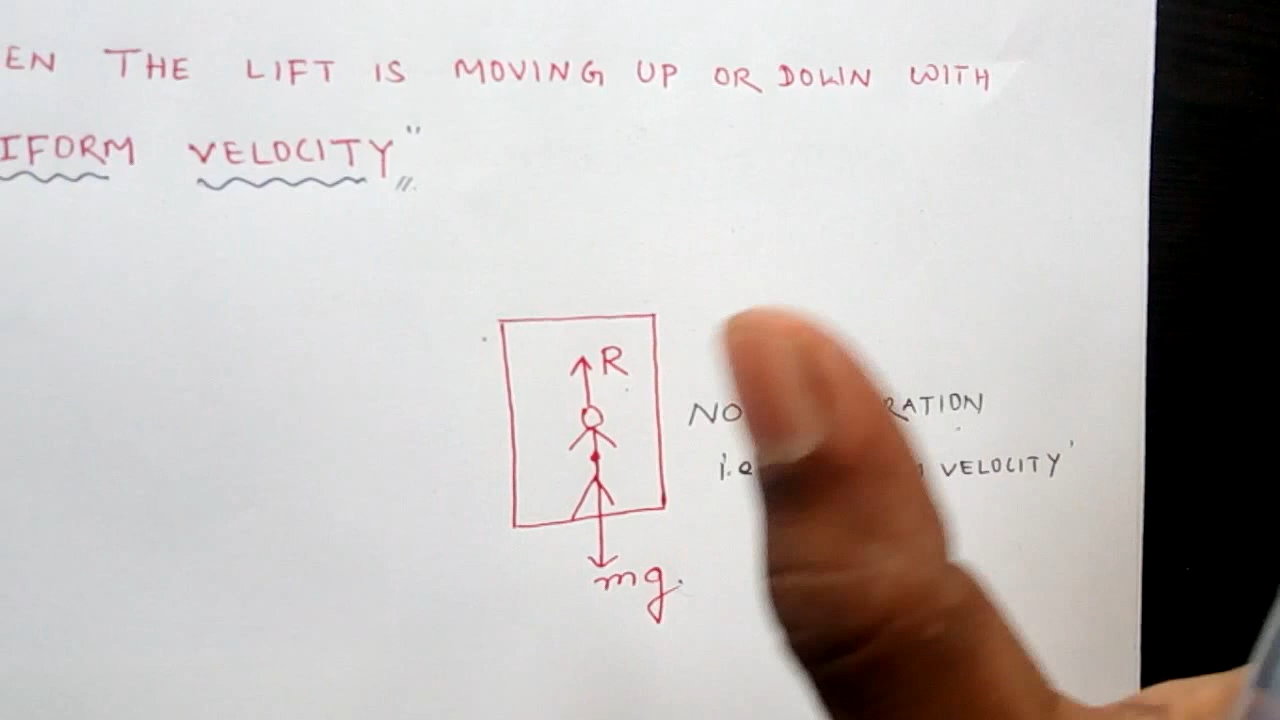 EN THE LIFT IS MOVING UP OR DOWN WITH
IFORM VELOCITY"
R
NO RATION
i.e VELOCITY'
mg